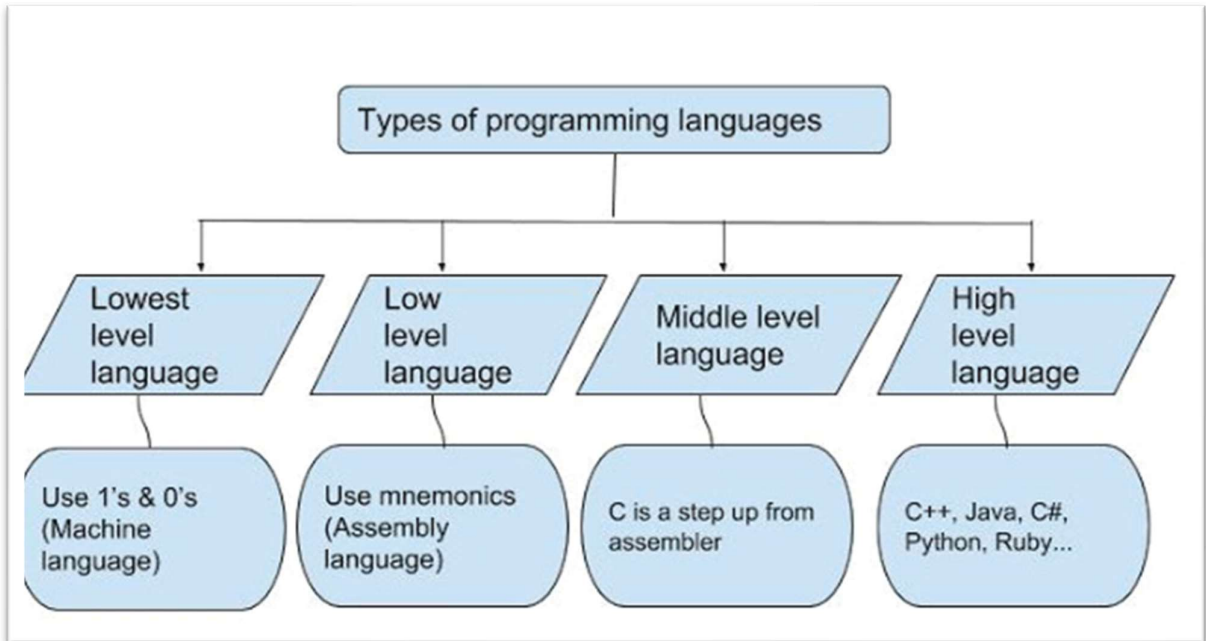 Types of programming languages
Lowest
level
language
Low
level
language
Middle level
language
High
level
language
Use 1's & 0's
(Machine
language)
Use mnemonics
(Assembly
language)
C is a step up from
assembler
C++, Java, C#,
Python, Ruby...